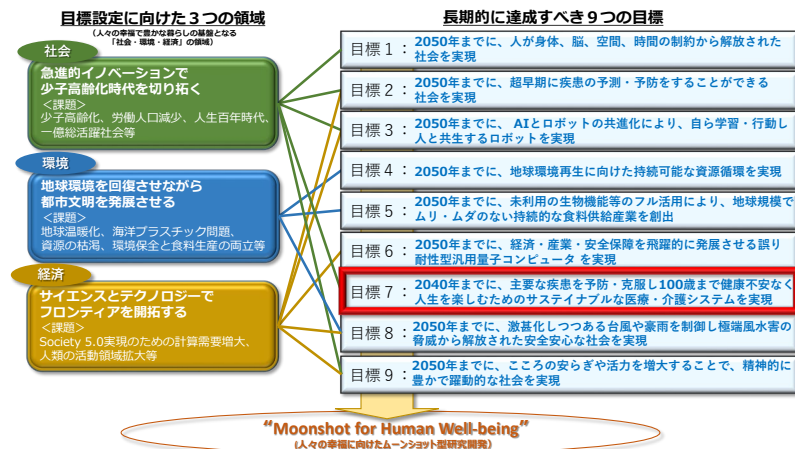 目標設定に向けた３つの領域
（人々の幸福で豊かな暮らしの基盤となる
「社会・環境・経済」の領域）
社会
急進的イノベーションで
少子高齢化時代を切り拓く
＜課題＞
少子高齢化、労働人口減少、人生百年時代、
一億総活躍社会等
環境
地球環境を回復させながら
都市文明を発展させる
＜課題＞
地球温暖化、海洋プラスチック問題、
資源の枯渇、環境保全と食料生産の両立等
経済
サイエンスとテクノロジーで
フロンティアを開拓する
＜課題＞
Society 5.0実現のための計算需要増大、
人類の活動領域拡大等
長期的に達成すべき９つの目標
目標１：2050年までに、人が身体、脳、空間、時間の制約から解放された
社会を実現
目標２：2050年までに、超早期に疾患の予測・予防をすることができる
社会を実現
目標３：2050年までに、AIとロボットの共進化により、自ら学習・行動し
人と共生するロボットを実現
目標４：2050年までに、地球環境再生に向けた持続可能な資源循環を実現
目標５：2050年までに、未利用の生物機能等のフル活用により、地球規模で
ムリ・ムダのない持続的な食料供給産業を創出
目標６：2050年までに、経済・産業・安全保障を飛躍的に発展させる誤り
耐性型汎用量子コンピュータ を実現
目標７：2040年までに、主要な疾患を予防・克服し100歳まで健康不安なく
人生を楽しむためのサステイナブルな医療・介護システムを実現
目標８：2050年までに、激甚化しつつある台風や豪雨を制御し極端風水害の
脅威から解放された安全安心な社会を実現
目標９：2050年までに、こころの安らぎや活力を増大することで、精神的に
豊かで躍動的な社会を実現
“Moonshot for Human Well-being”
（人々の幸福に向けたムーンショット型研究開発）